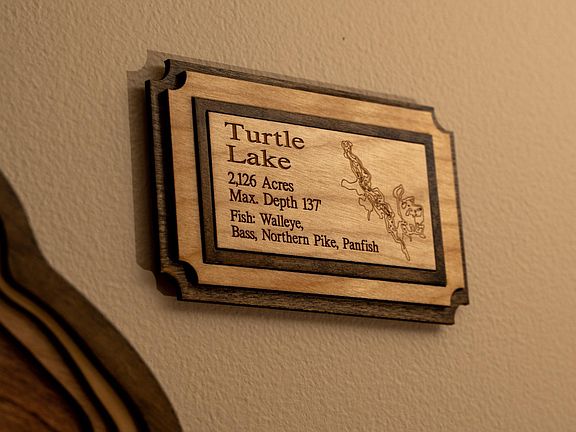 Turtle
Lake
2,126 Acres
Max. Depth 137'
Fish: Walleye,
Bass, Northern Pike, Panfish